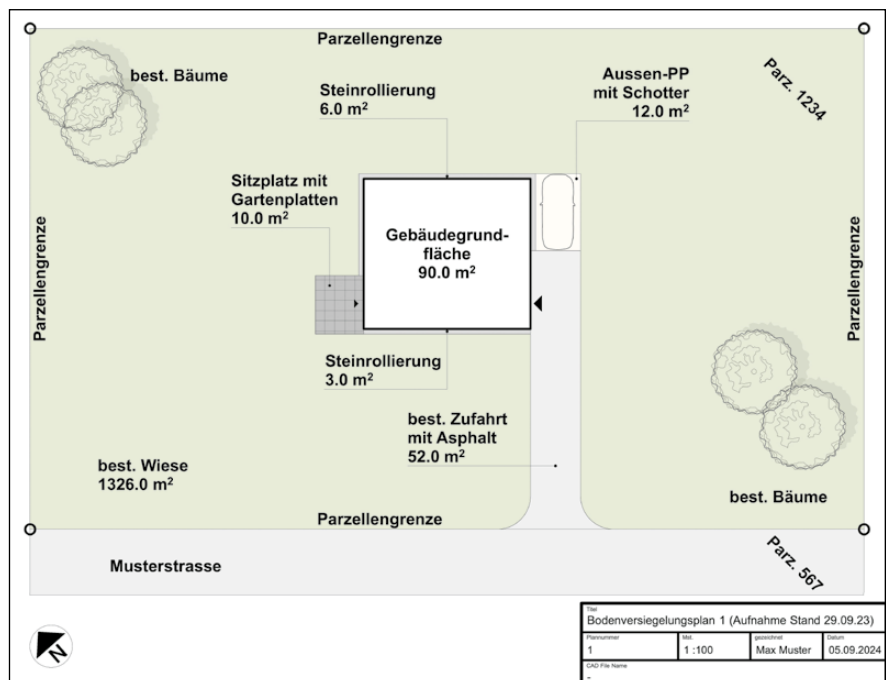 Parzellengrenze
best. Bäume
Steinrollierung
6.0 m²
Aussen-PP
mit Schotter
12.0 m²
Parz. 1234
Sitzplatz mit
Gartenplatten
10.0 m²
Gebäudegrund-
fläche
90.0 m²
Parzellengrenze
Parzellengrenze
Steinrollierung
3.0 m²
best. Zufahrt
mit Asphalt
52.0 m²
best. Wiese
1326.0 m²
best. Bäume
Parzellengrenze
Musterstrasse
Parz. 567
N
Titel
Bodenversiegelungsplan 1 (Aufnahme Stand 29.09.23)
Plannummer Mst. gezeichnet Datum
1 1 :100 Max Muster 05.09.2024
CAD File Name
-